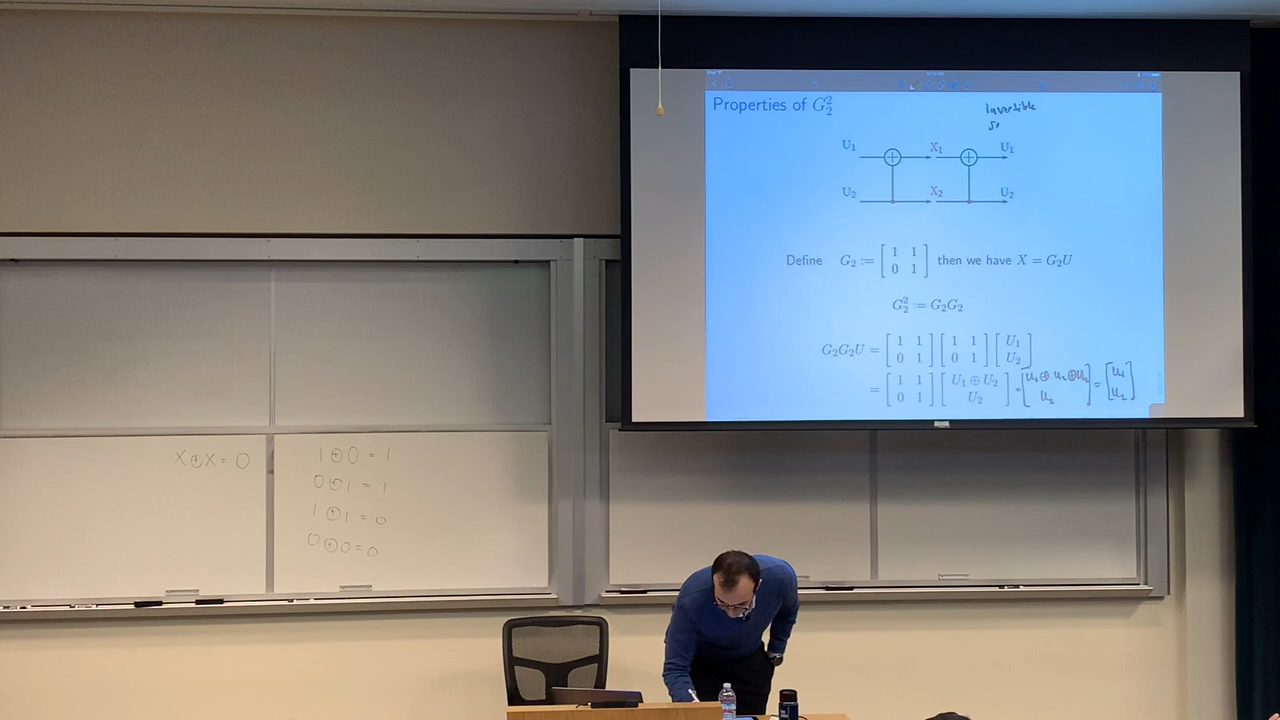 Properties of G₂²
Invertible
so
U₁ ⊕ X₁ ⊕ U₁
U₂ X₂ U₂
Define G₂ := [1 1; 0 1] then we have X = G₂U
G₂² := G₂G₂
G₂G₂U = [1 1; 0 1] [1 1; 0 1] [U₁; U₂]
= [1 1; 0 1] [U₁ ⊕ U₂; U₂] = [U₁ ⊕ U₂ ⊕ U₂; U₂] = [U₁; U₂]
X ⊕ X = 0
1 ⊕ 0 = 1
0 ⊕ 1 = 1
1 ⊕ 1 = 0
0 ⊕ 0 = 0